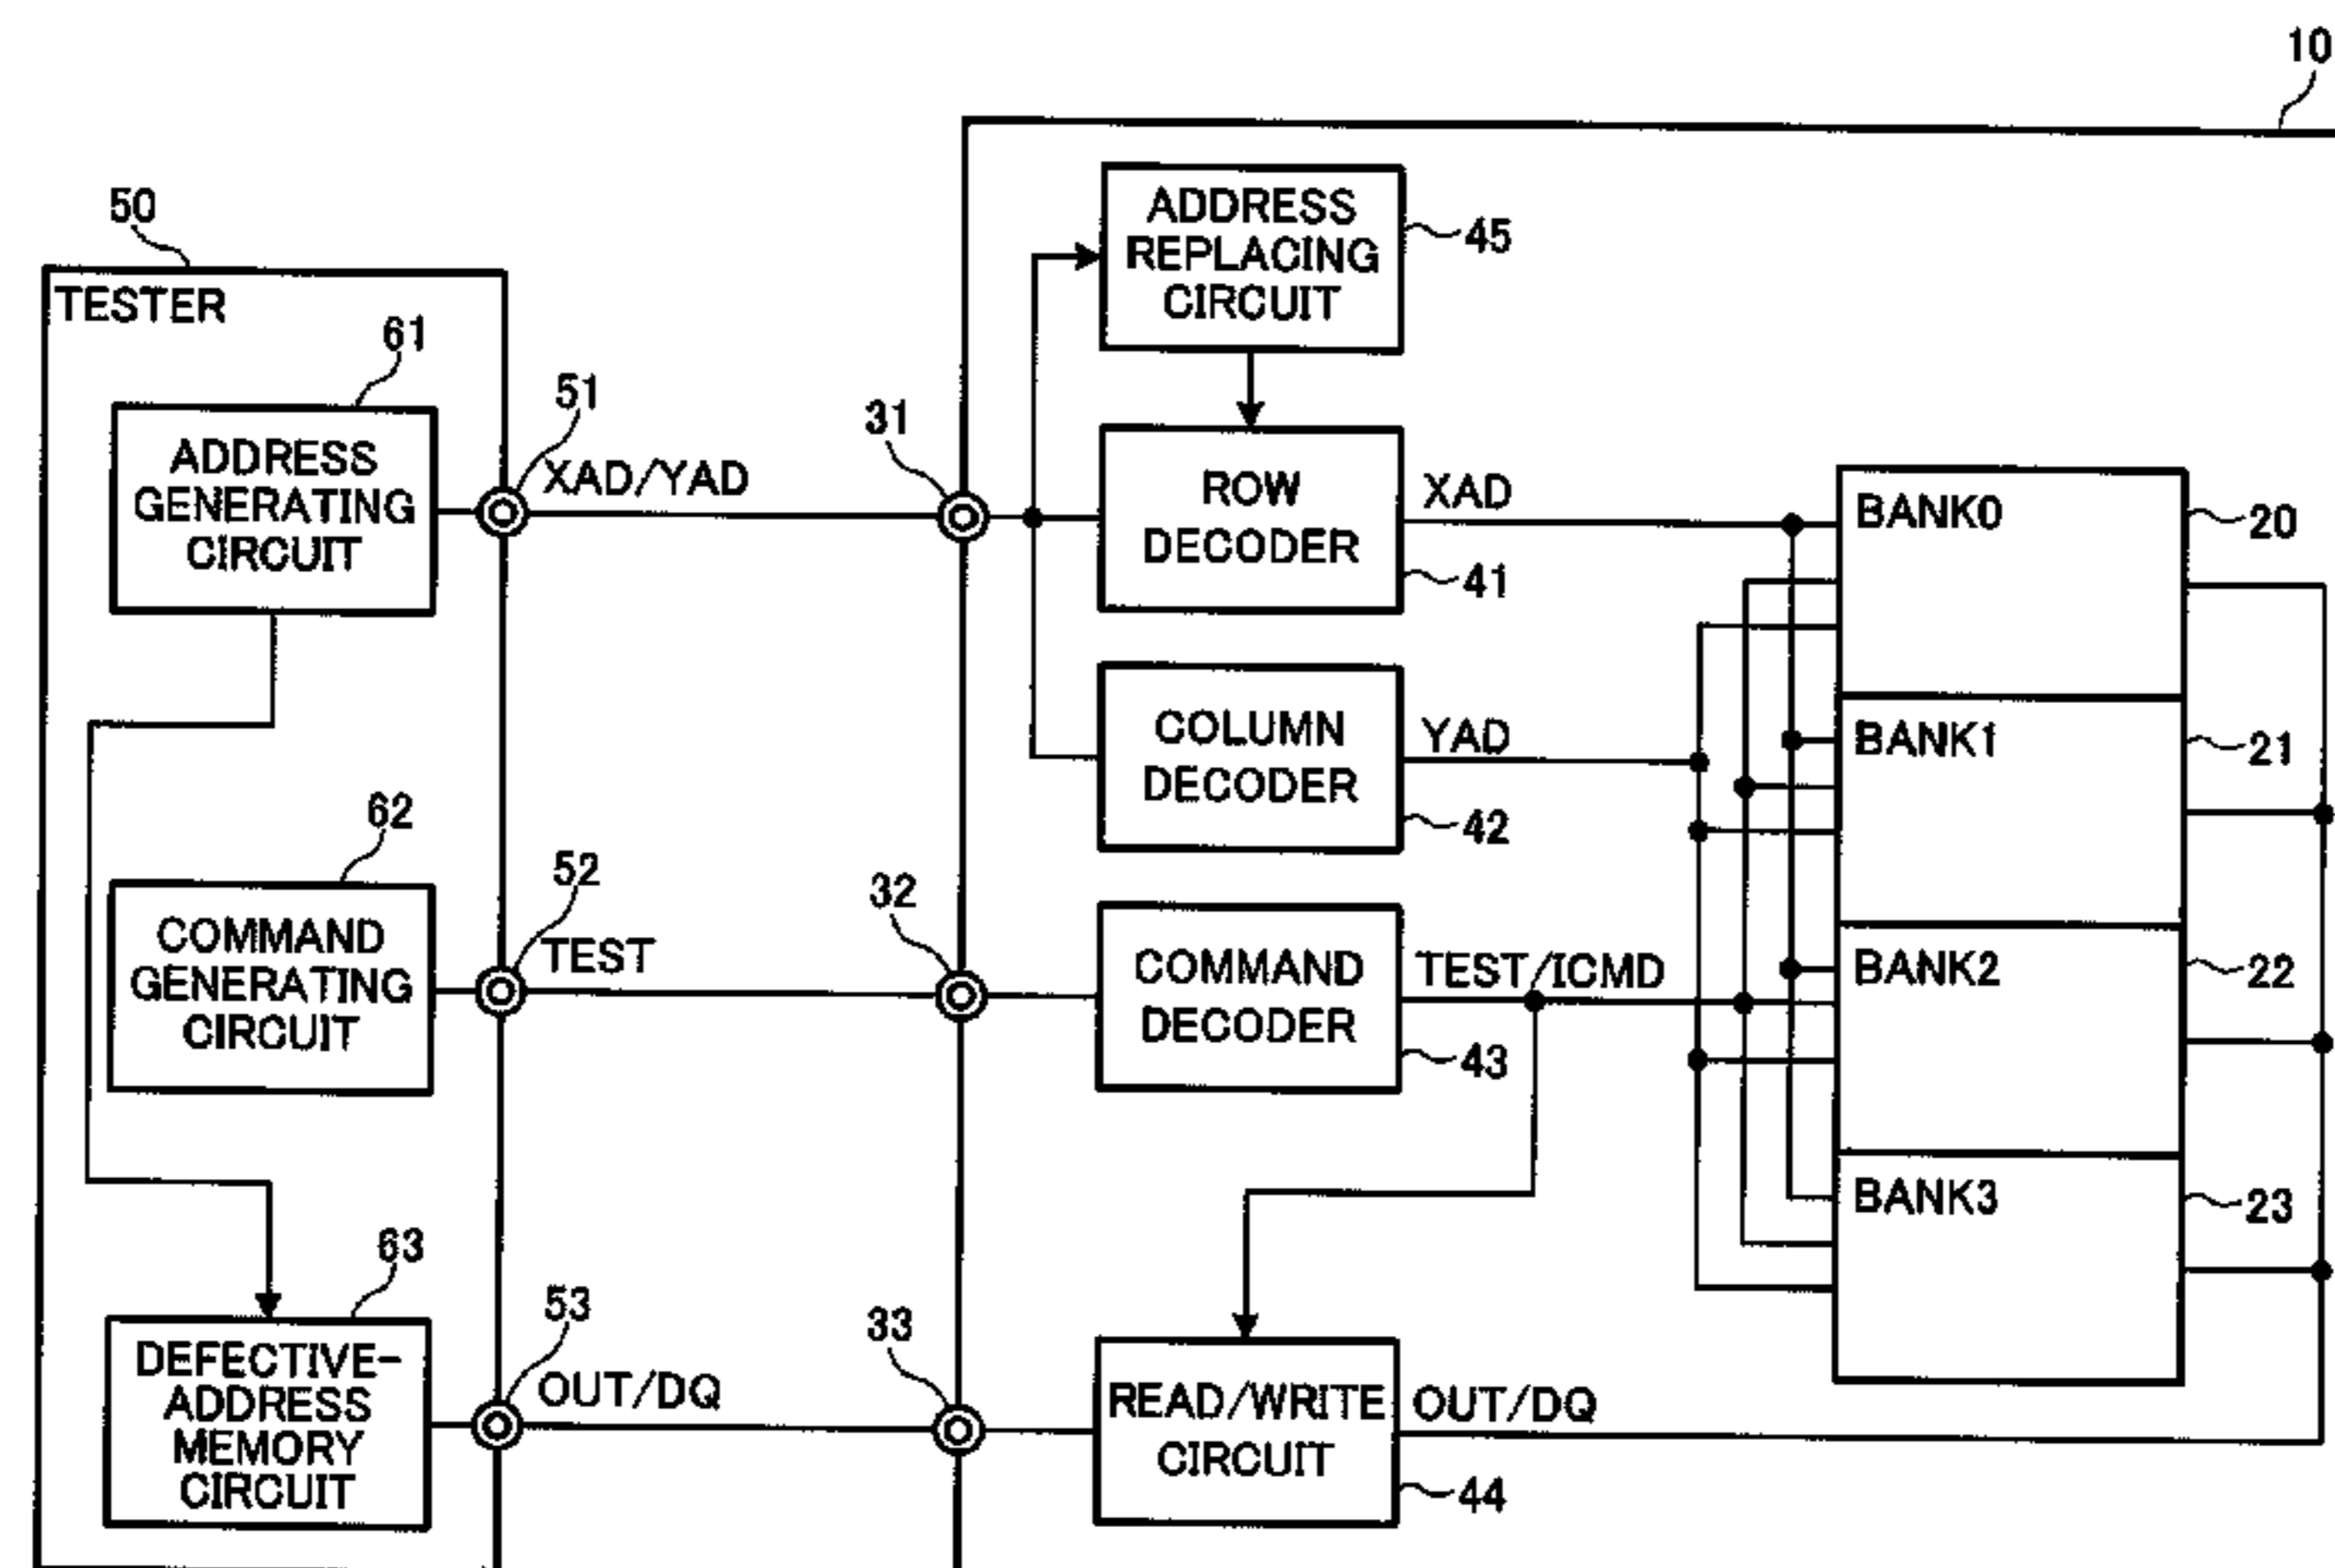 10
50
TESTER
61
ADDRESS
GENERATING
CIRCUIT
51
XAD/YAD
31
ADDRESS
REPLACING
CIRCUIT
45
ROW
DECODER
41
XAD
COLUMN
DECODER
42
YAD
62
COMMAND
GENERATING
CIRCUIT
52
TEST
32
COMMAND
DECODER
43
TEST/ICMD
BANK0
20
BANK1
21
BANK2
22
BANK3
23
63
DEFECTIVE-
ADDRESS
MEMORY
CIRCUIT
53
OUT/DQ
33
READ/WRITE
CIRCUIT
44
OUT/DQ